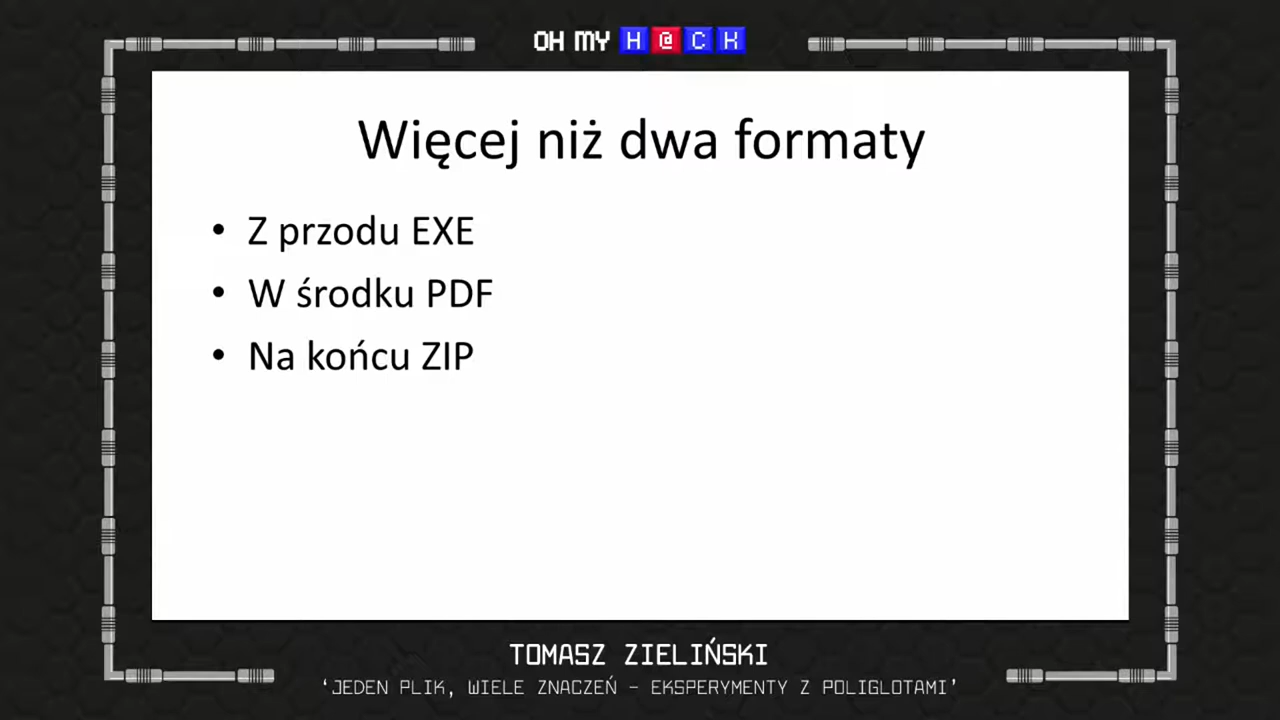 OH MY H@CK
Więcej niż dwa formaty
• Z przodu EXE
• W środku PDF
• Na końcu ZIP
TOMASZ ZIELIŃSKI
‘JEDEN PLIK, WIELE ZNACZEŃ – EKSPERYMENTY Z POLIGLOTAMI’